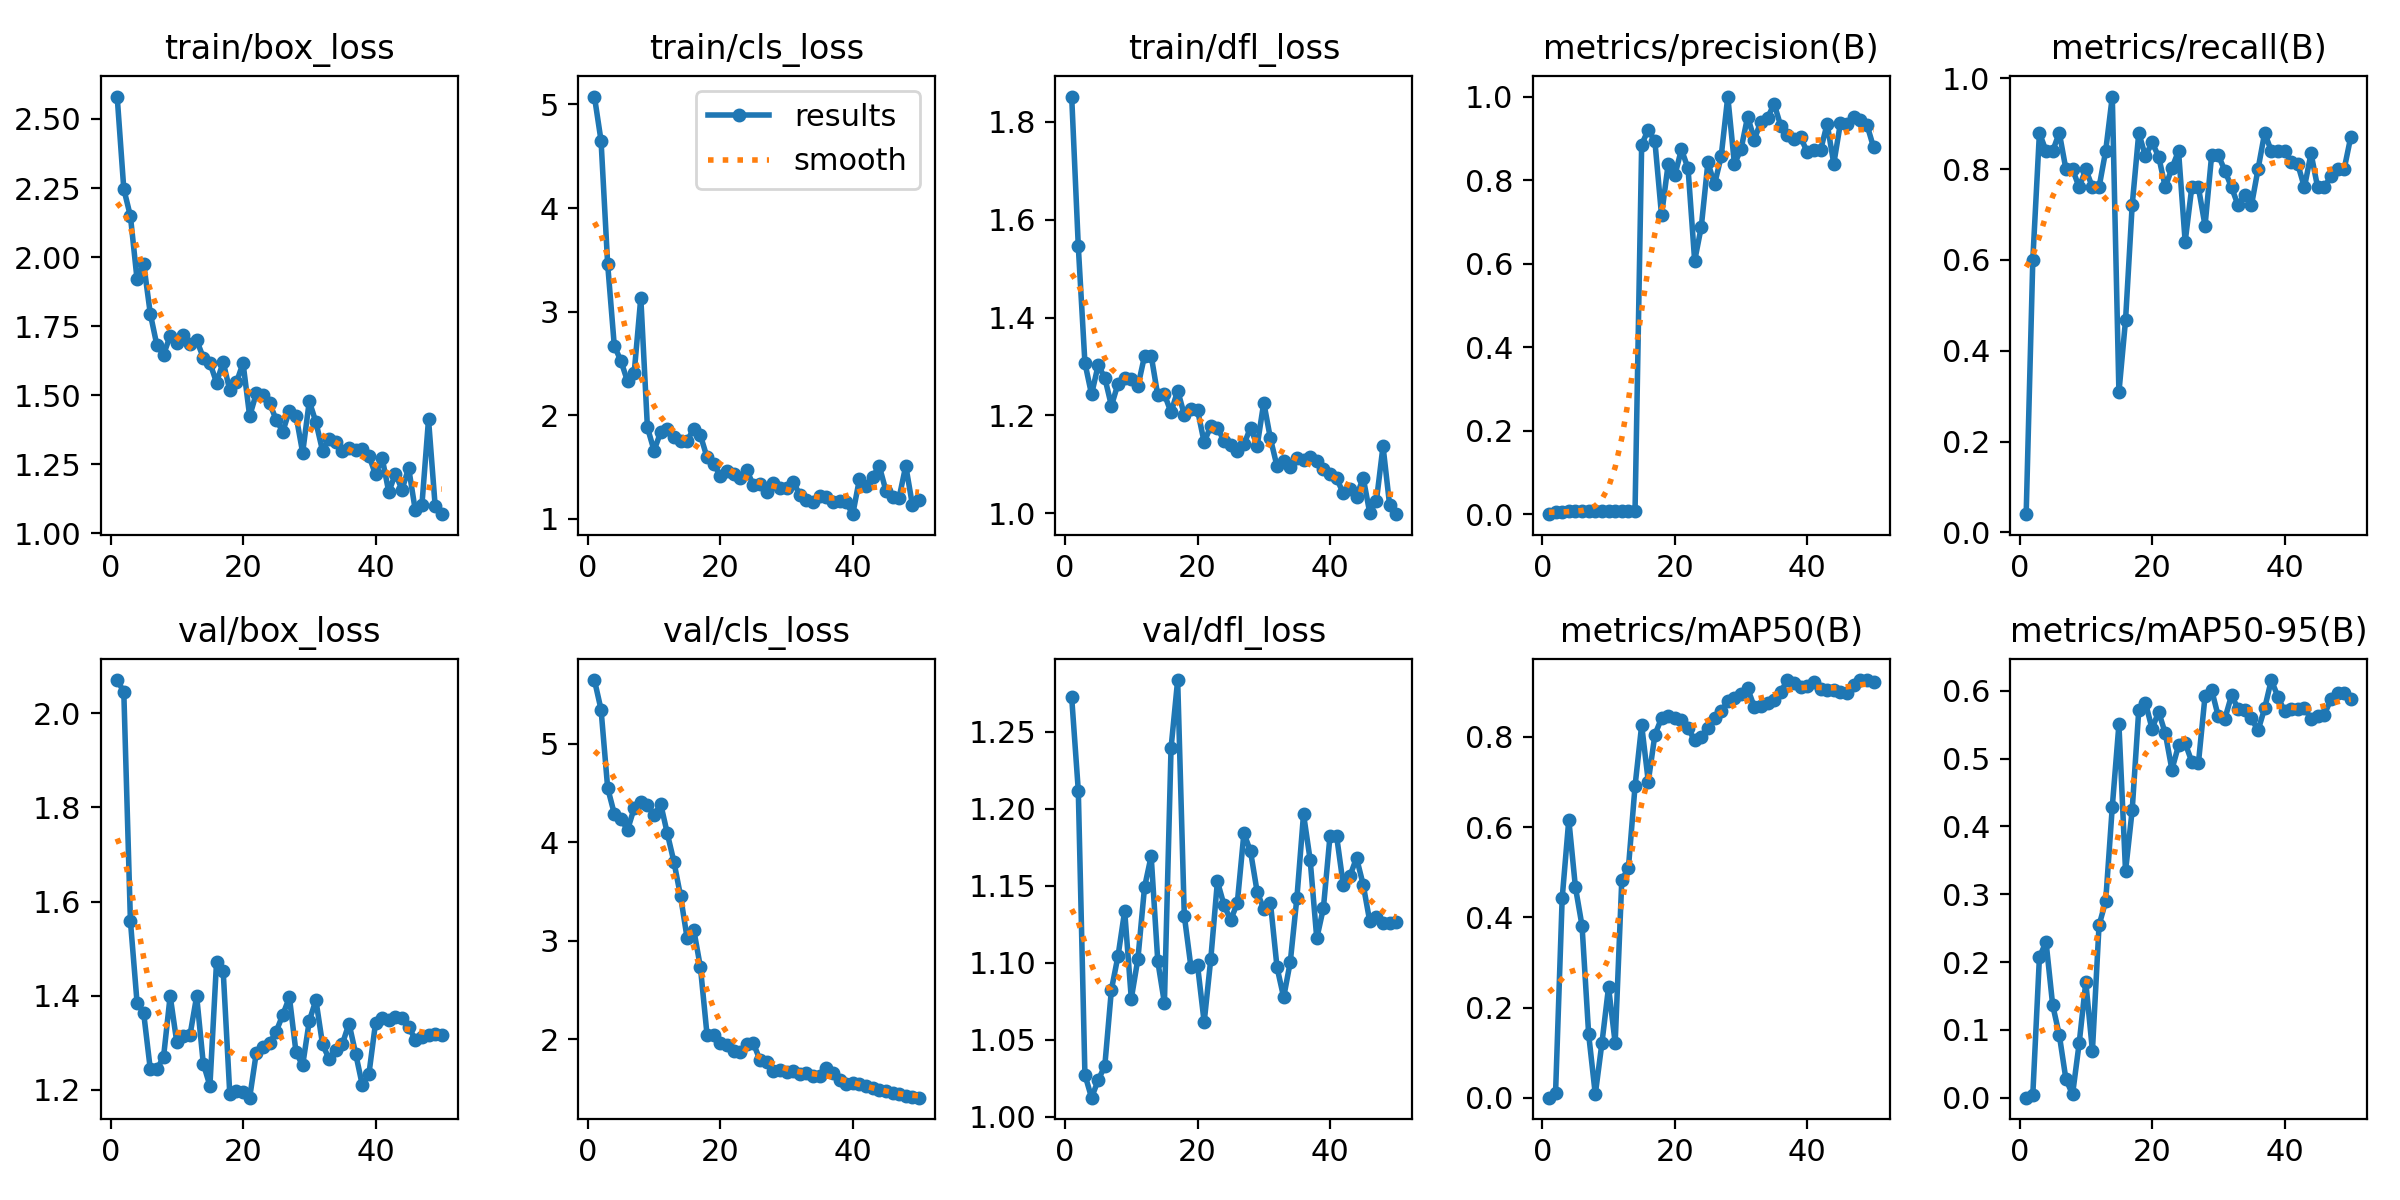 train/box_loss
2.50
2.25
2.00
1.75
1.50
1.25
1.00
0 20 40
train/cls_loss
results
smooth
5
4
3
2
1
0 20 40
train/dfl_loss
1.8
1.6
1.4
1.2
1.0
0 20 40
metrics/precision(B)
1.0
0.8
0.6
0.4
0.2
0.0
0 20 40
metrics/recall(B)
1.0
0.8
0.6
0.4
0.2
0.0
0 20 40
val/box_loss
2.0
1.8
1.6
1.4
1.2
0 20 40
val/cls_loss
5
4
3
2
0 20 40
val/dfl_loss
1.25
1.20
1.15
1.10
1.05
1.00
0 20 40
metrics/mAP50(B)
0.8
0.6
0.4
0.2
0.0
0 20 40
metrics/mAP50-95(B)
0.6
0.5
0.4
0.3
0.2
0.1
0.0
0 20 40